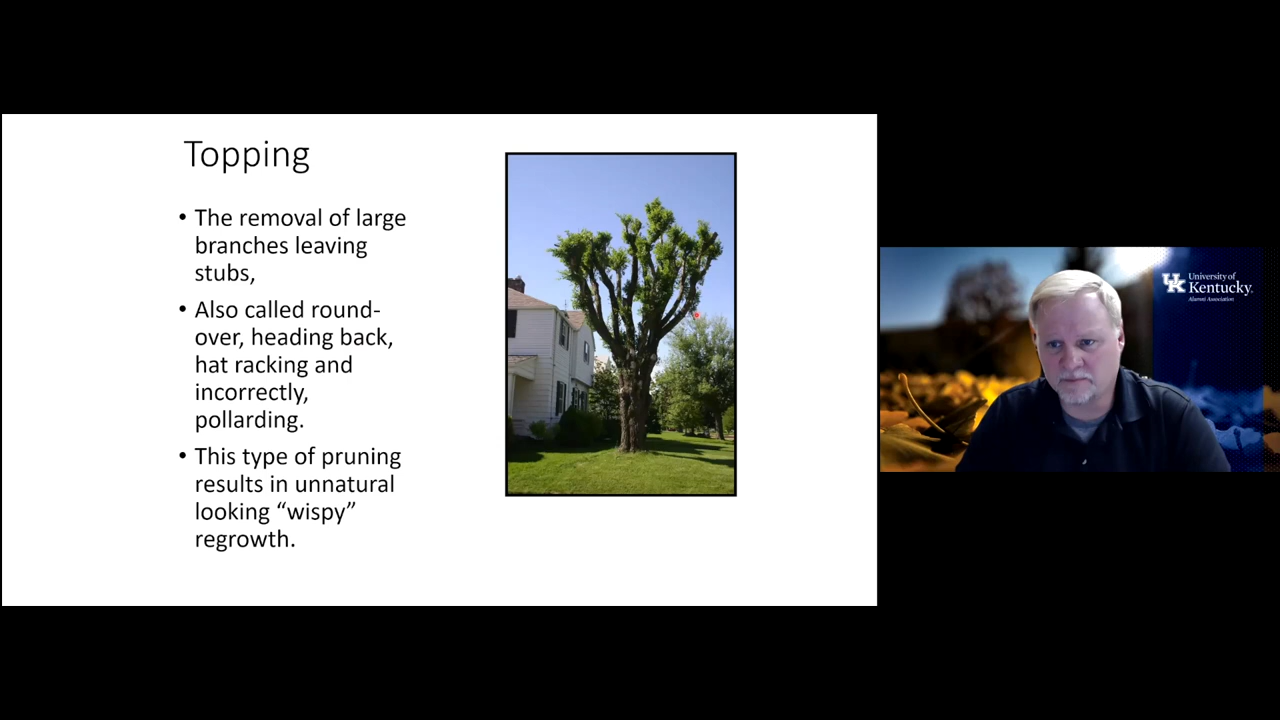 Topping
• The removal of large
branches leaving
stubs,
• Also called round-
over, heading back,
hat racking and
incorrectly,
pollarding.
• This type of pruning
results in unnatural
looking “wispy”
regrowth.
UK University of
Kentucky.
Alumni Association